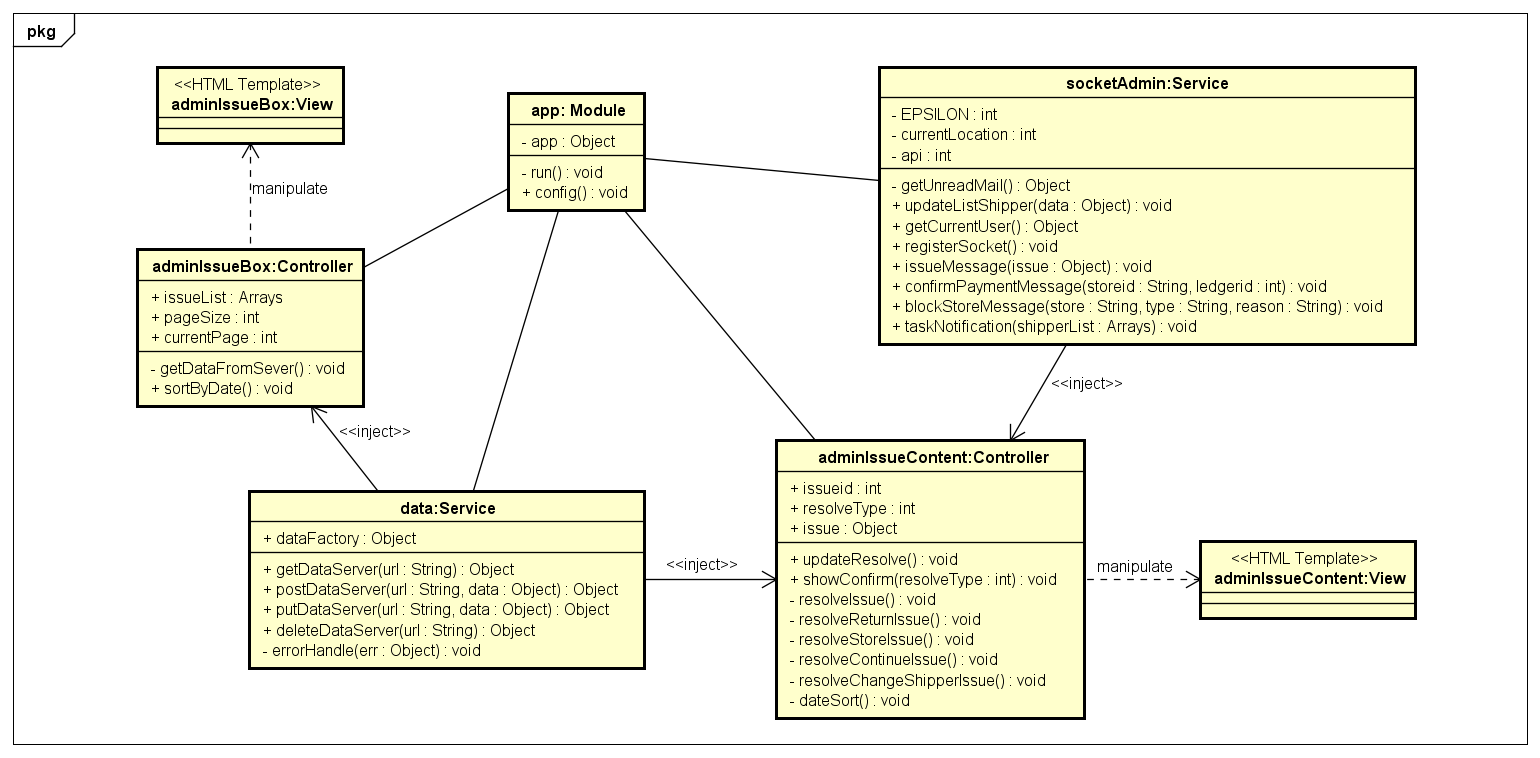 pkg
<<HTML Template>>
adminIssueBox:View
manipulate
adminIssueBox:Controller
+ issueList : Arrays
+ pageSize : int
+ currentPage : int
- getDataFromSever() : void
+ sortByDate() : void
<<inject>>
app: Module
- app : Object
- run() : void
+ config() : void
socketAdmin:Service
- EPSILON : int
- currentLocation : int
- api : int
- getUnreadMail() : Object
+ updateListShipper(data : Object) : void
+ getCurrentUser() : Object
+ registerSocket() : void
+ issueMessage(issue : Object) : void
+ confirmPaymentMessage(storeid : String, ledgerid : int) : void
+ blockStoreMessage(store : String, type : String, reason : String) : void
+ taskNotification(shipperList : Arrays) : void
<<inject>>
data:Service
+ dataFactory : Object
+ getDataServer(url : String) : Object
+ postDataServer(url : String, data : Object) : Object
+ putDataServer(url : String, data : Object) : Object
+ deleteDataServer(url : String) : Object
- errorHandle(err : Object) : void
<<inject>>
adminIssueContent:Controller
+ issueid : int
+ resolveType : int
+ issue : Object
+ updateResolve() : void
+ showConfirm(resolveType : int) : void
- resolveIssue() : void
- resolveReturnIssue() : void
- resolveStoreIssue() : void
- resolveContinueIssue() : void
- resolveChangeShipperIssue() : void
- dateSort() : void
manipulate
<<HTML Template>>
adminIssueContent:View